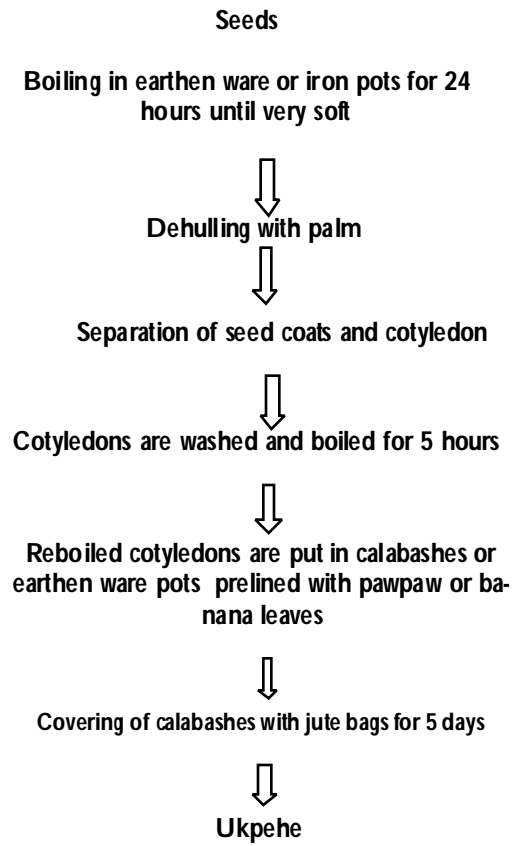 Seeds
Boiling in earthen ware or iron pots for 24
hours until very soft
Dehulling with palm
Separation of seed coats and cotyledon
Cotyledons are washed and boiled for 5 hours
Reboiled cotyledons are put in calabashes or
earthen ware pots prelined with pawpaw or ba-
nana leaves
Covering of calabashes with jute bags for 5 days
Ukpehe